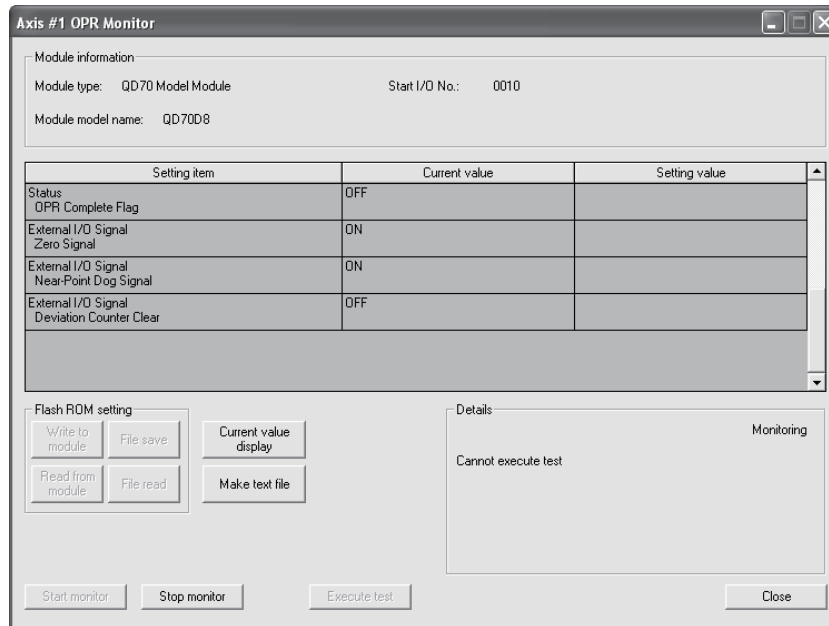 Axis #1 OPR Monitor
Module information
Module type: QD70 Model Module Start I/O No.: 0010
Module model name: QD70D8
Setting item Current value Setting value
Status OFF
OPR Complete Flag
External I/O Signal ON
Zero Signal
External I/O Signal ON
Near-Point Dog Signal
External I/O Signal OFF
Deviation Counter Clear
Flash ROM setting
Write to module
File save
Read from module
File read
Current value display
Make text file
Details
Monitoring
Cannot execute test
Start monitor Stop monitor Execute test Close